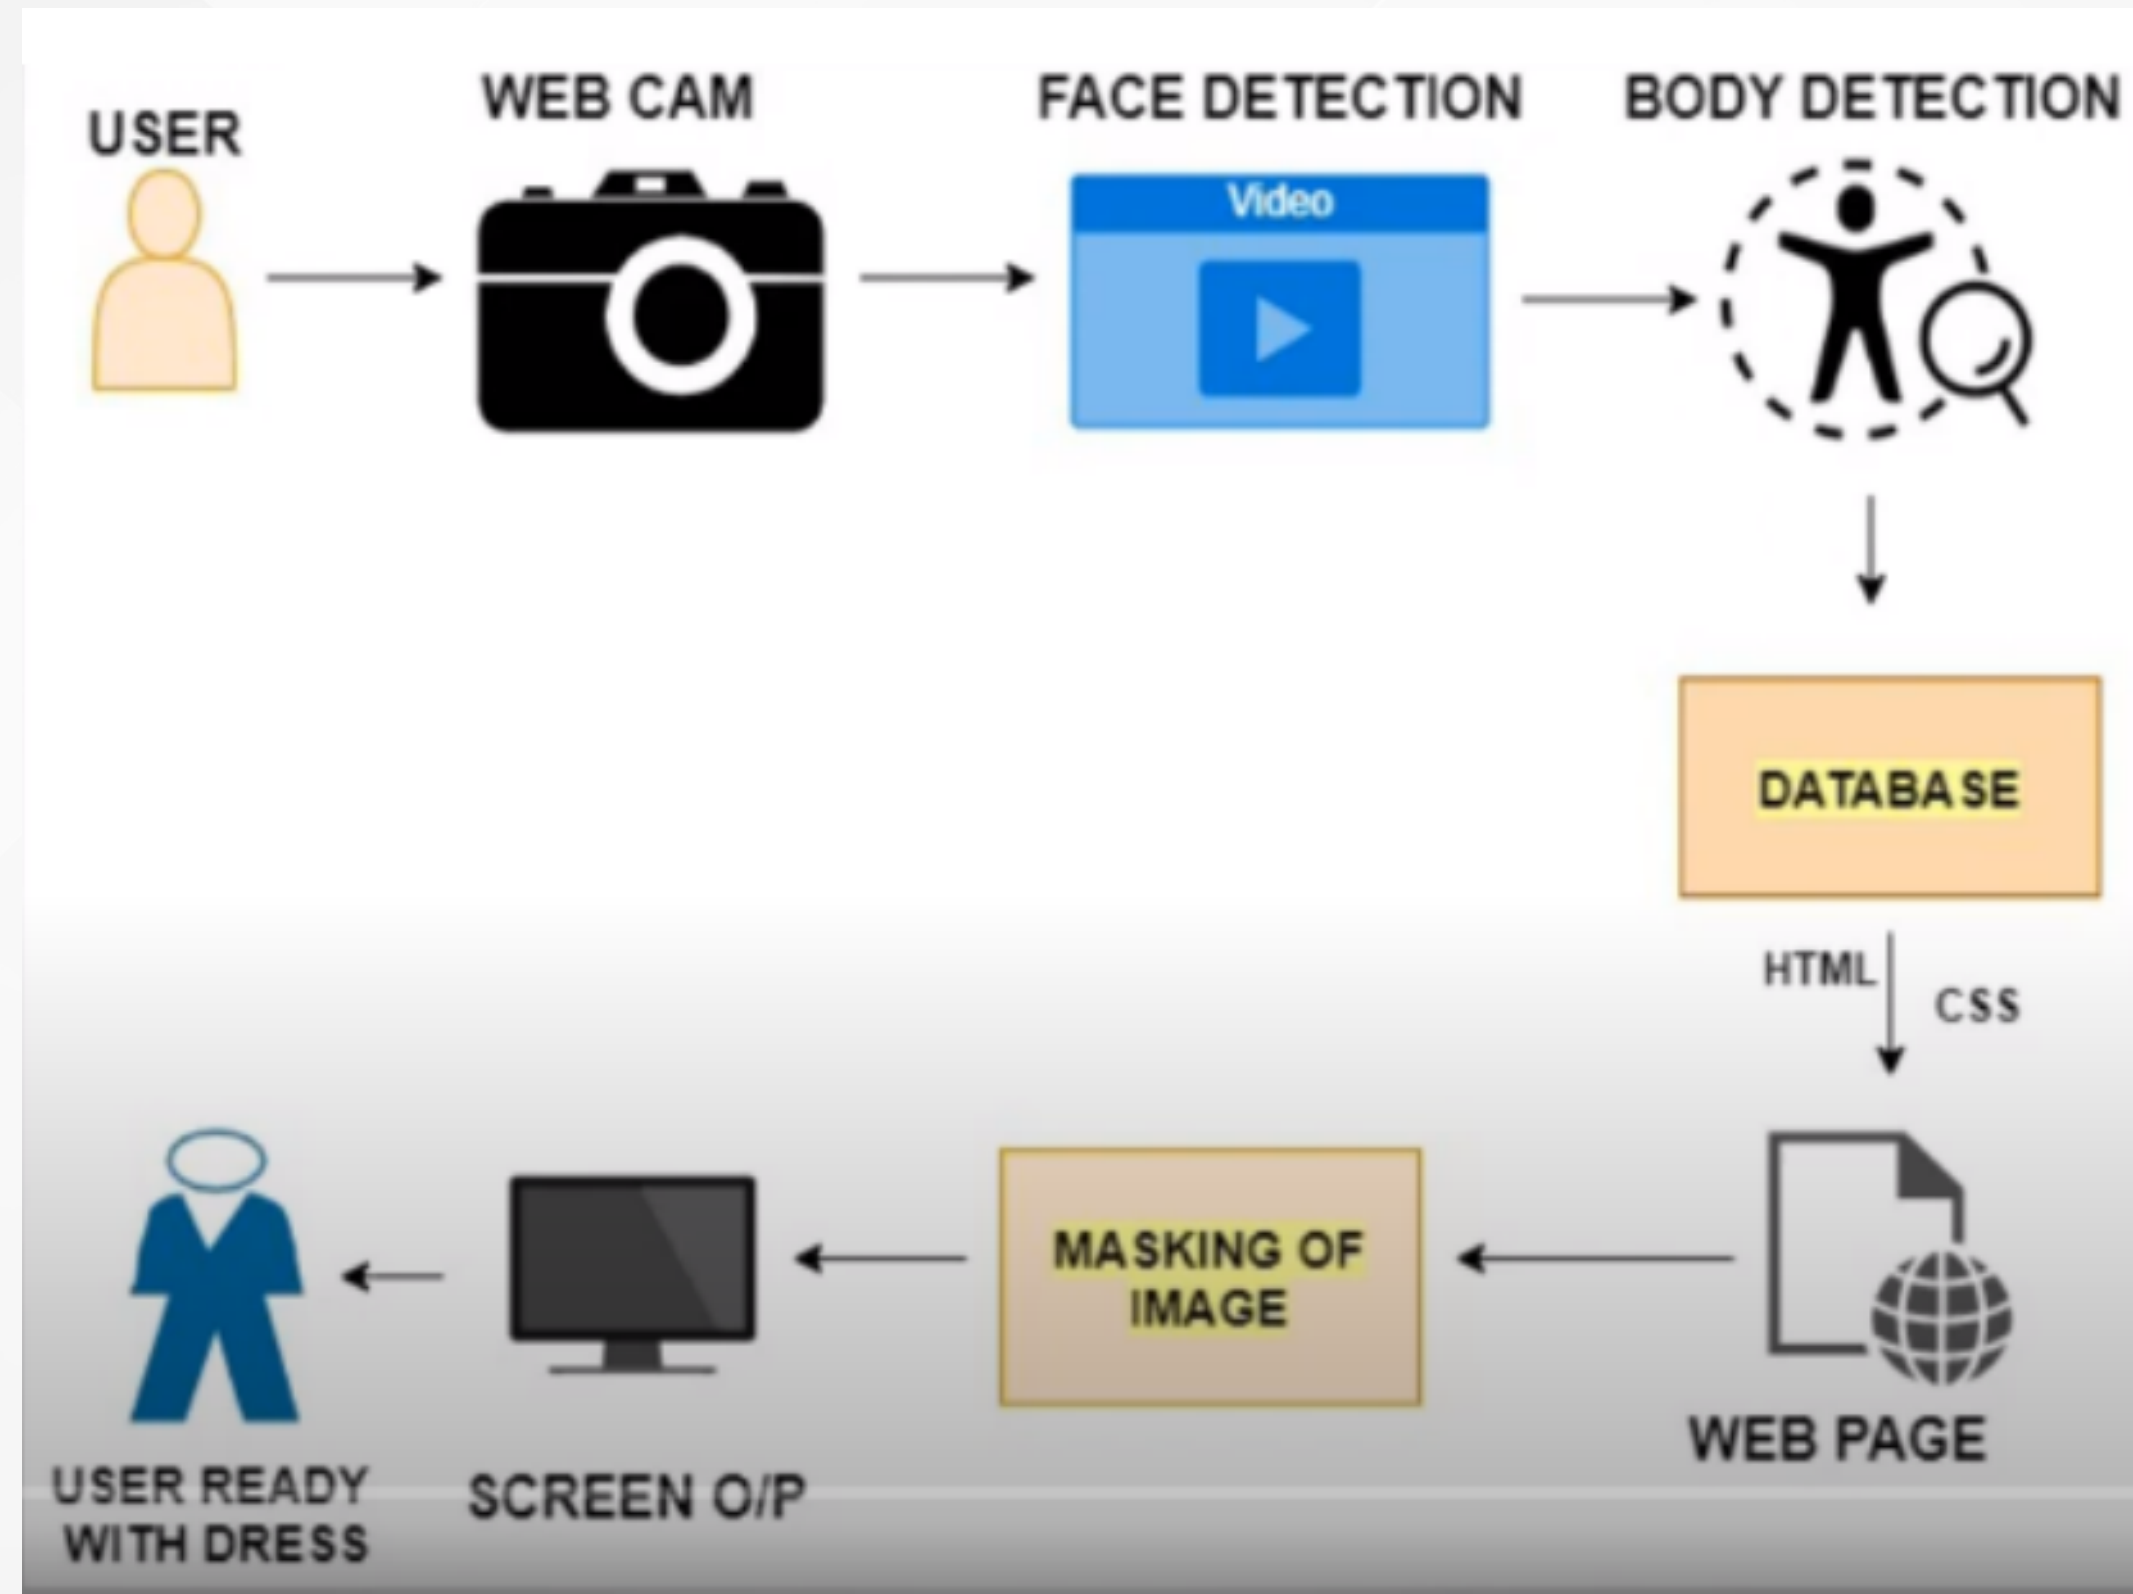 USER
WEB CAM
FACE DETECTION
BODY DETECTION
Video
DATABASE
HTML
CSS
WEB PAGE
MASKING OF
IMAGE
SCREEN O/P
USER READY
WITH DRESS